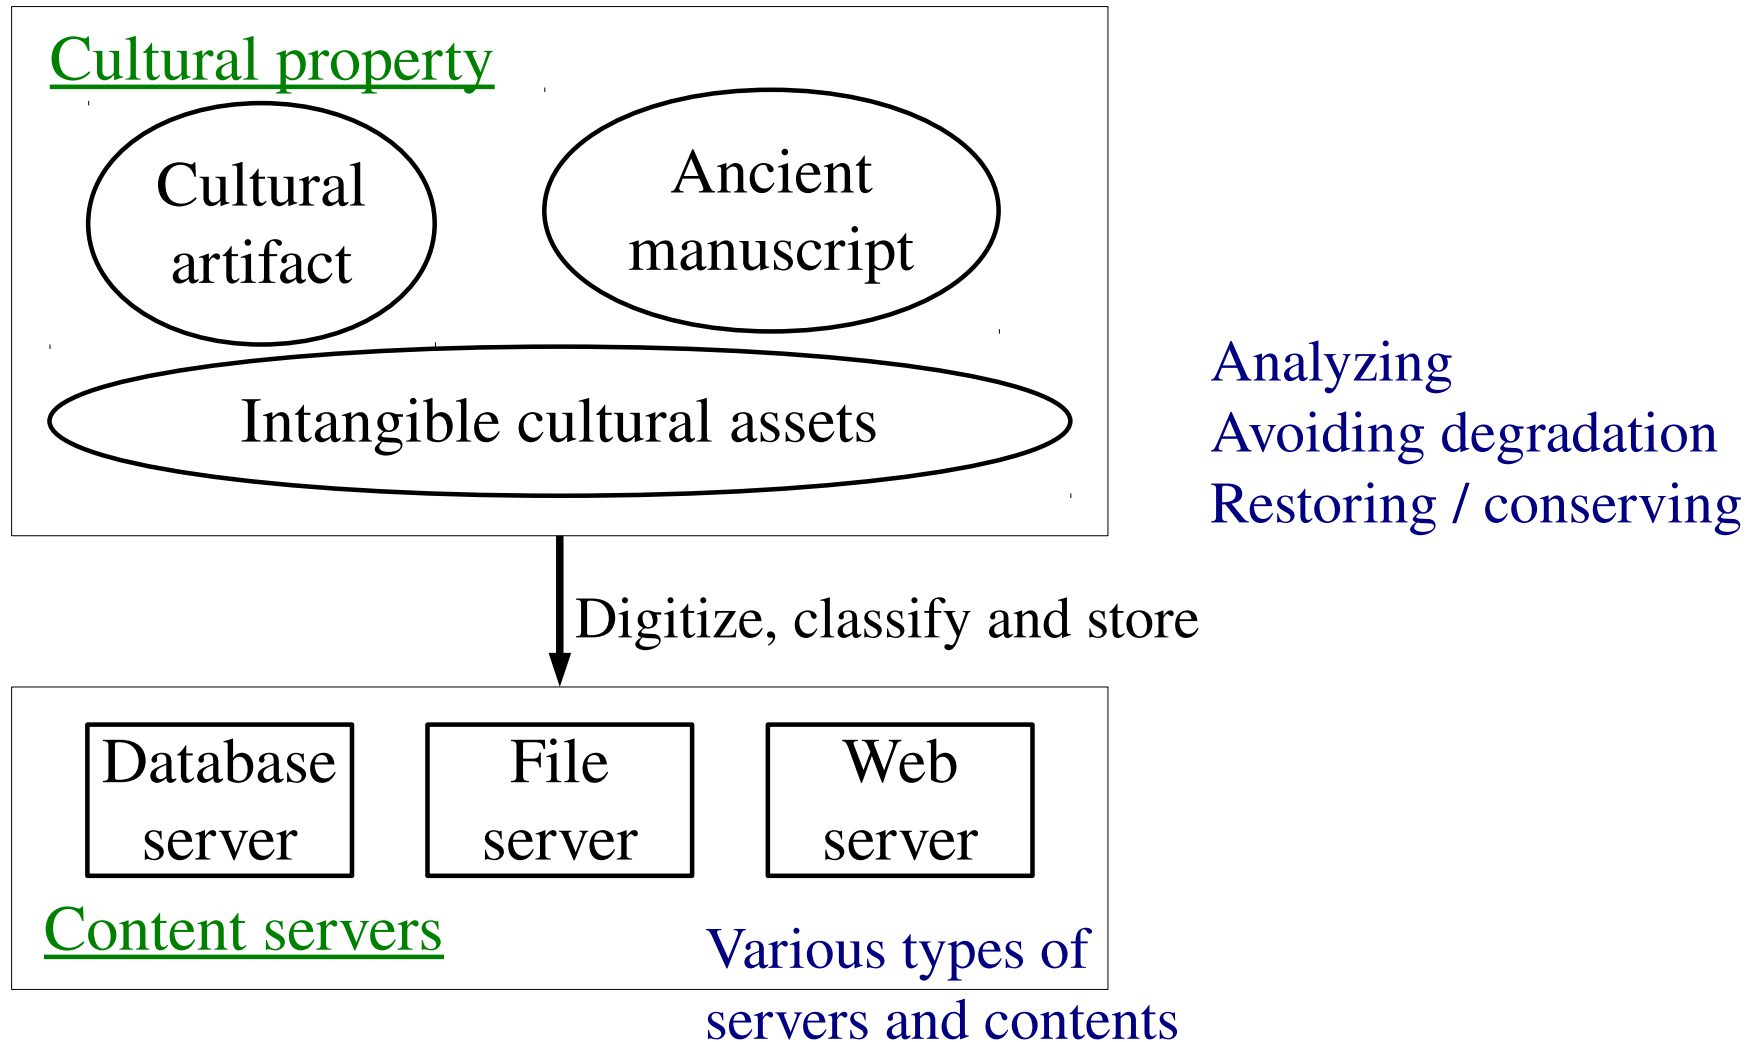 Cultural property
Cultural
artifact
Ancient
manuscript
Intangible cultural assets
Analyzing
Avoiding degradation
Restoring / conserving
Digitize, classify and store
Database
server
File
server
Web
server
Content servers
Various types of
servers and contents